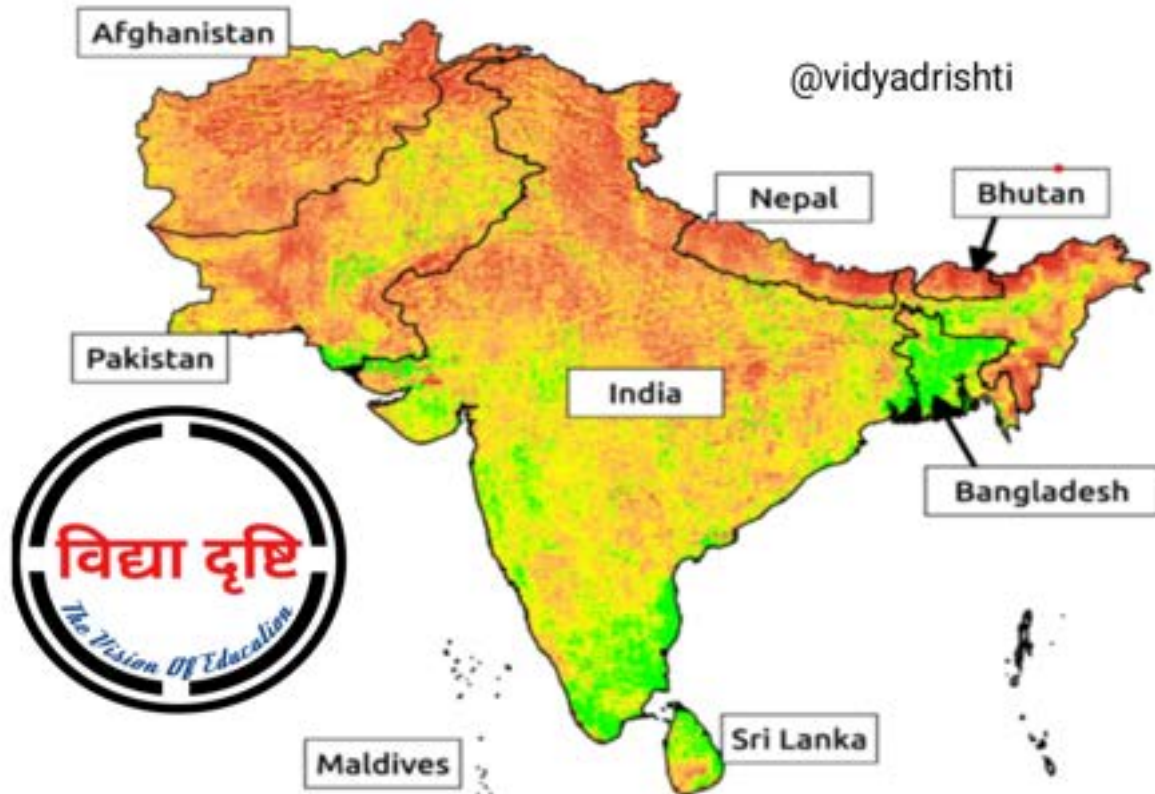 Afghanistan
@vidyadrishti
Nepal
Bhutan
Pakistan
India
Bangladesh
विद्या दृष्टि
The Vision Of Education
Sri Lanka
Maldives